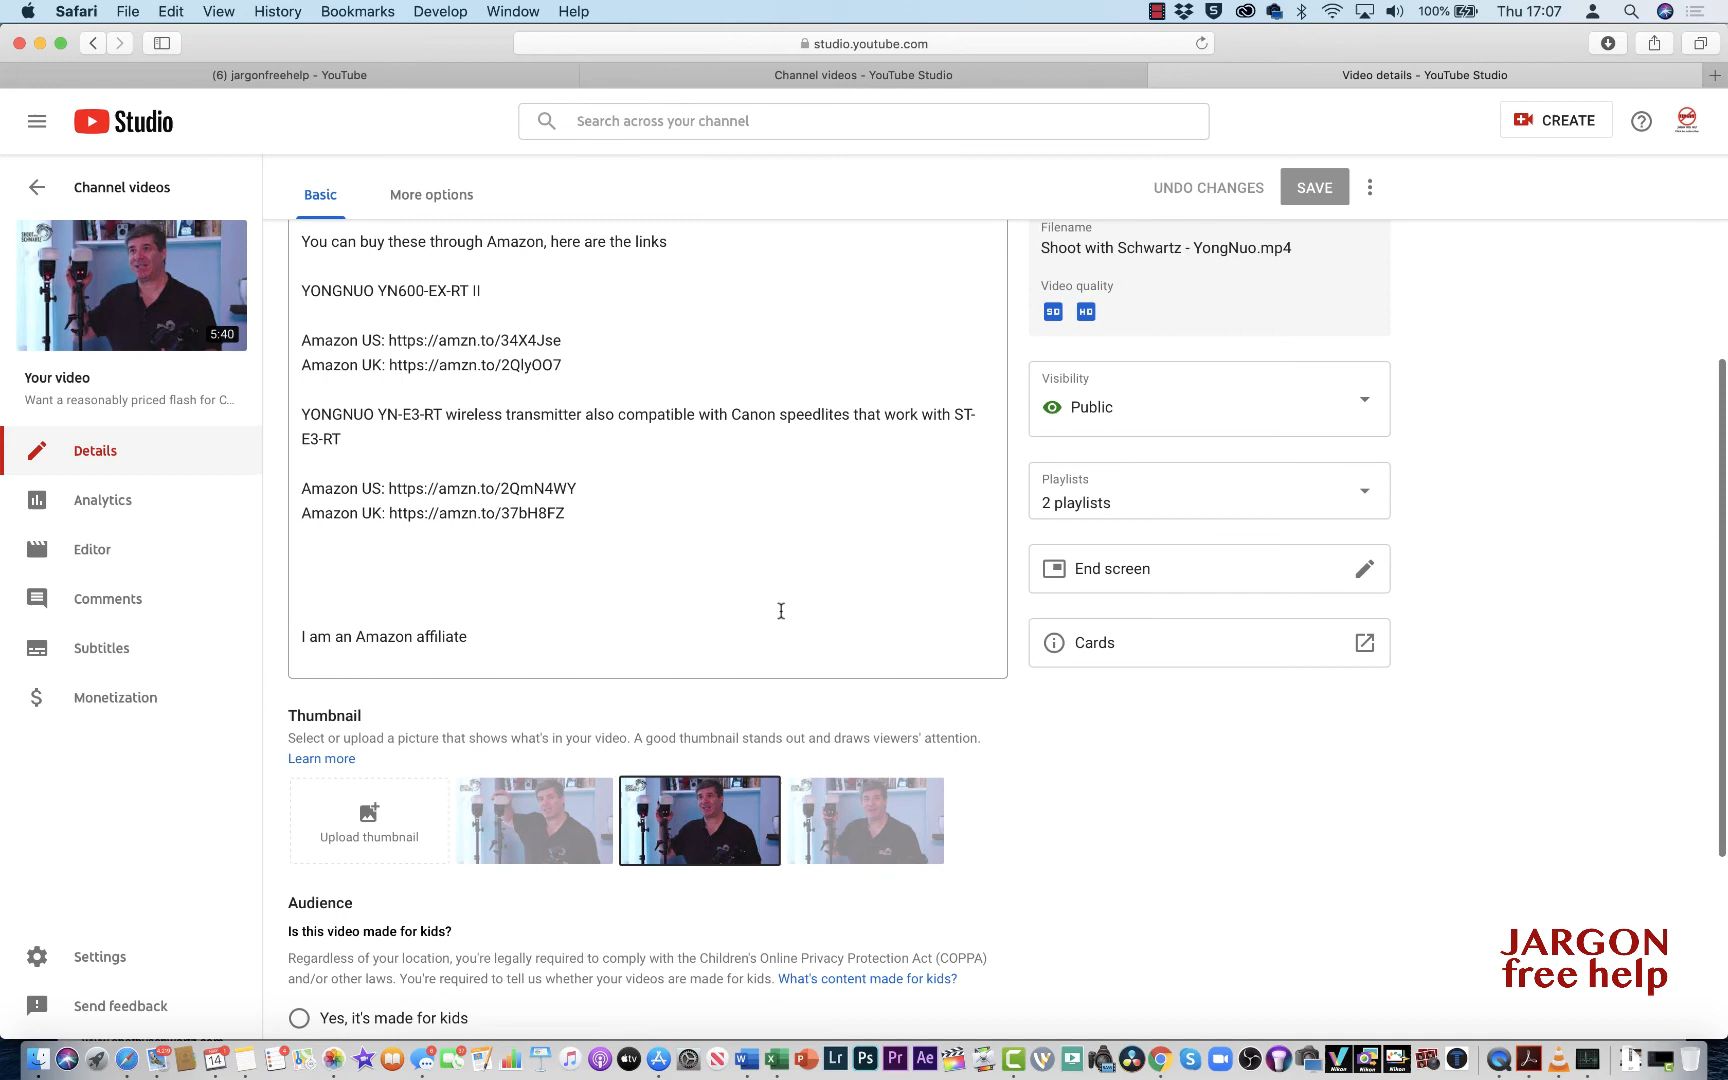 Safari File Edit View History Bookmarks Develop Window Help
100% Thu 17:07
studio.youtube.com
(6) jargonfreehelp - YouTube
Channel videos - YouTube Studio
Video details - YouTube Studio
Studio
Search across your channel
CREATE
Channel videos
Basic
More options
UNDO CHANGES
SAVE
5:40
Your video
Want a reasonably priced flash for C...
Details
Analytics
Editor
Comments
Subtitles
Monetization
Settings
Send feedback
You can buy these through Amazon, here are the links
YONGNUO YN600-EX-RT II
Amazon US: https://amzn.to/34X4Jse
Amazon UK: https://amzn.to/2QlyOO7
YONGNUO YN-E3-RT wireless transmitter also compatible with Canon speedlites that work with ST-
E3-RT
Amazon US: https://amzn.to/2QmN4WY
Amazon UK: https://amzn.to/37bH8FZ
I am an Amazon affiliate
Filename
Shoot with Schwartz - YongNuo.mp4
Video quality
SD HD
Visibility
Public
Playlists
2 playlists
End screen
Cards
Thumbnail
Select or upload a picture that shows what's in your video. A good thumbnail stands out and draws viewers' attention.
Learn more
Upload thumbnail
Audience
Is this video made for kids?
Regardless of your location, you're legally required to comply with the Children's Online Privacy Protection Act (COPPA)
and/or other laws. You're required to tell us whether your videos are made for kids. What's content made for kids?
Yes, it's made for kids
JARGON
free help
Lr Ps Pr Ae